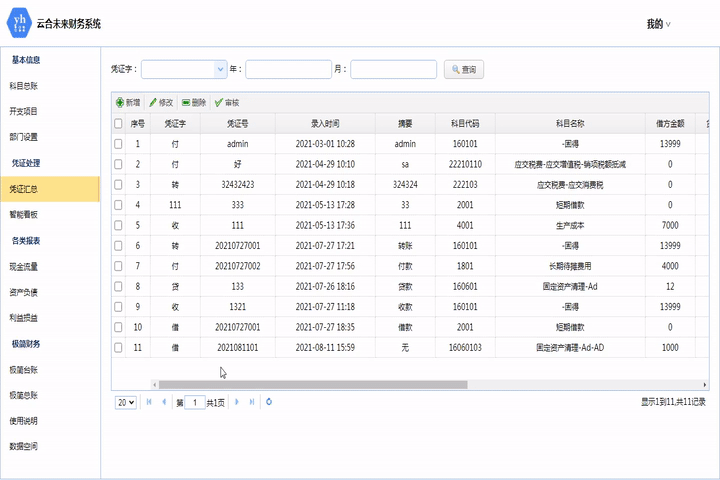 yh 云合未来财务系统
我的
基本信息
科目总账
开支项目
部门设置
凭证处理
凭证汇总
智能看板
各类报表
现金流量
资产负债
利益损益
极简财务
极简台账
极简总账
使用说明
数据空间
凭证字： 年： 月： 查询
新增 修改 删除 审核
序号 凭证字 凭证号 录入时间 摘要 科目代码 科目名称 借方金额
1 付 admin 2021-03-01 10:28 admin 160101 -困得 13999
2 付 好 2021-04-29 10:10 sa 22210110 应交税费-应交增值税-销项税额抵减 0
3 转 32432423 2021-04-29 10:18 324324 222103 应交税费-应交消费税 0
4 111 333 2021-05-13 17:28 33 2001 短期借款 0
5 收 111 2021-05-13 17:36 111 4001 生产成本 7000
6 转 20210727001 2021-07-27 17:21 转账 160101 -困得 13999
7 付 20210727002 2021-07-27 17:56 付款 1801 长期待摊费用 4000
8 贷 133 2021-07-26 18:16 贷款 160601 固定资产清理-Ad 12
9 收 1321 2021-07-27 11:18 收款 160101 -困得 13999
10 借 20210727001 2021-07-27 18:35 借款 2001 短期借款 0
11 借 2021081101 2021-08-11 15:59 无 16060103 固定资产清理-Ad-AD 1000
20 第 1 共1页 显示1到11,共11记录